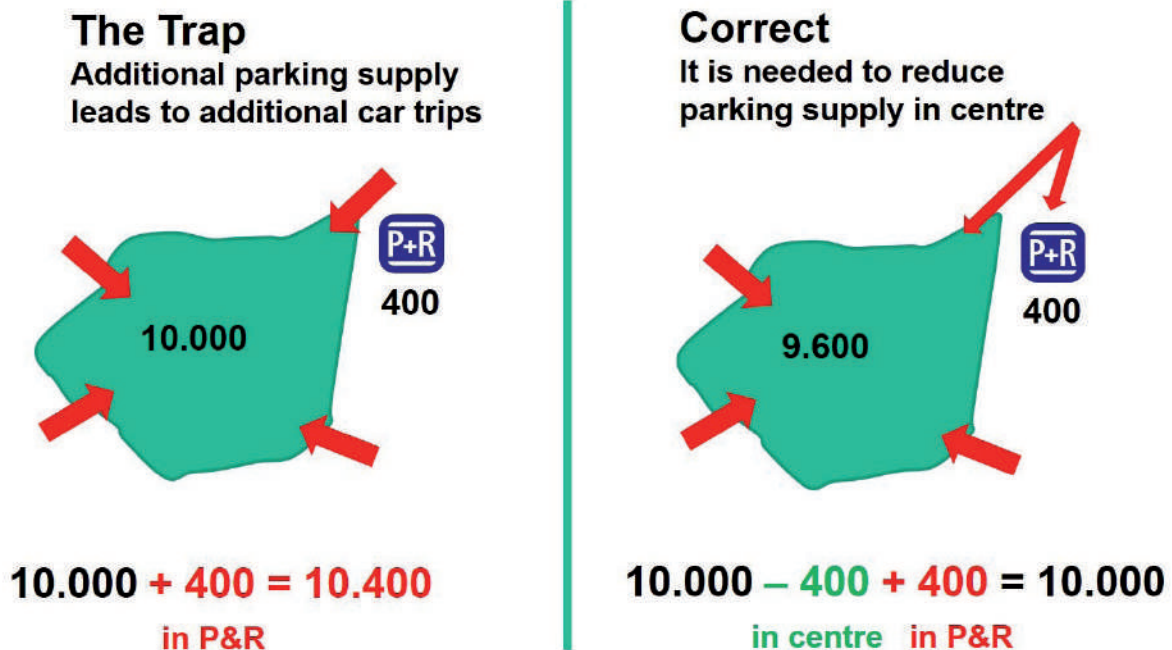 The Trap
Additional parking supply
leads to additional car trips
P+R
400
10.000
10.000 + 400 = 10.400
in P&R
Correct
It is needed to reduce
parking supply in centre
P+R
400
9.600
10.000 – 400 + 400 = 10.000
in centre in P&R